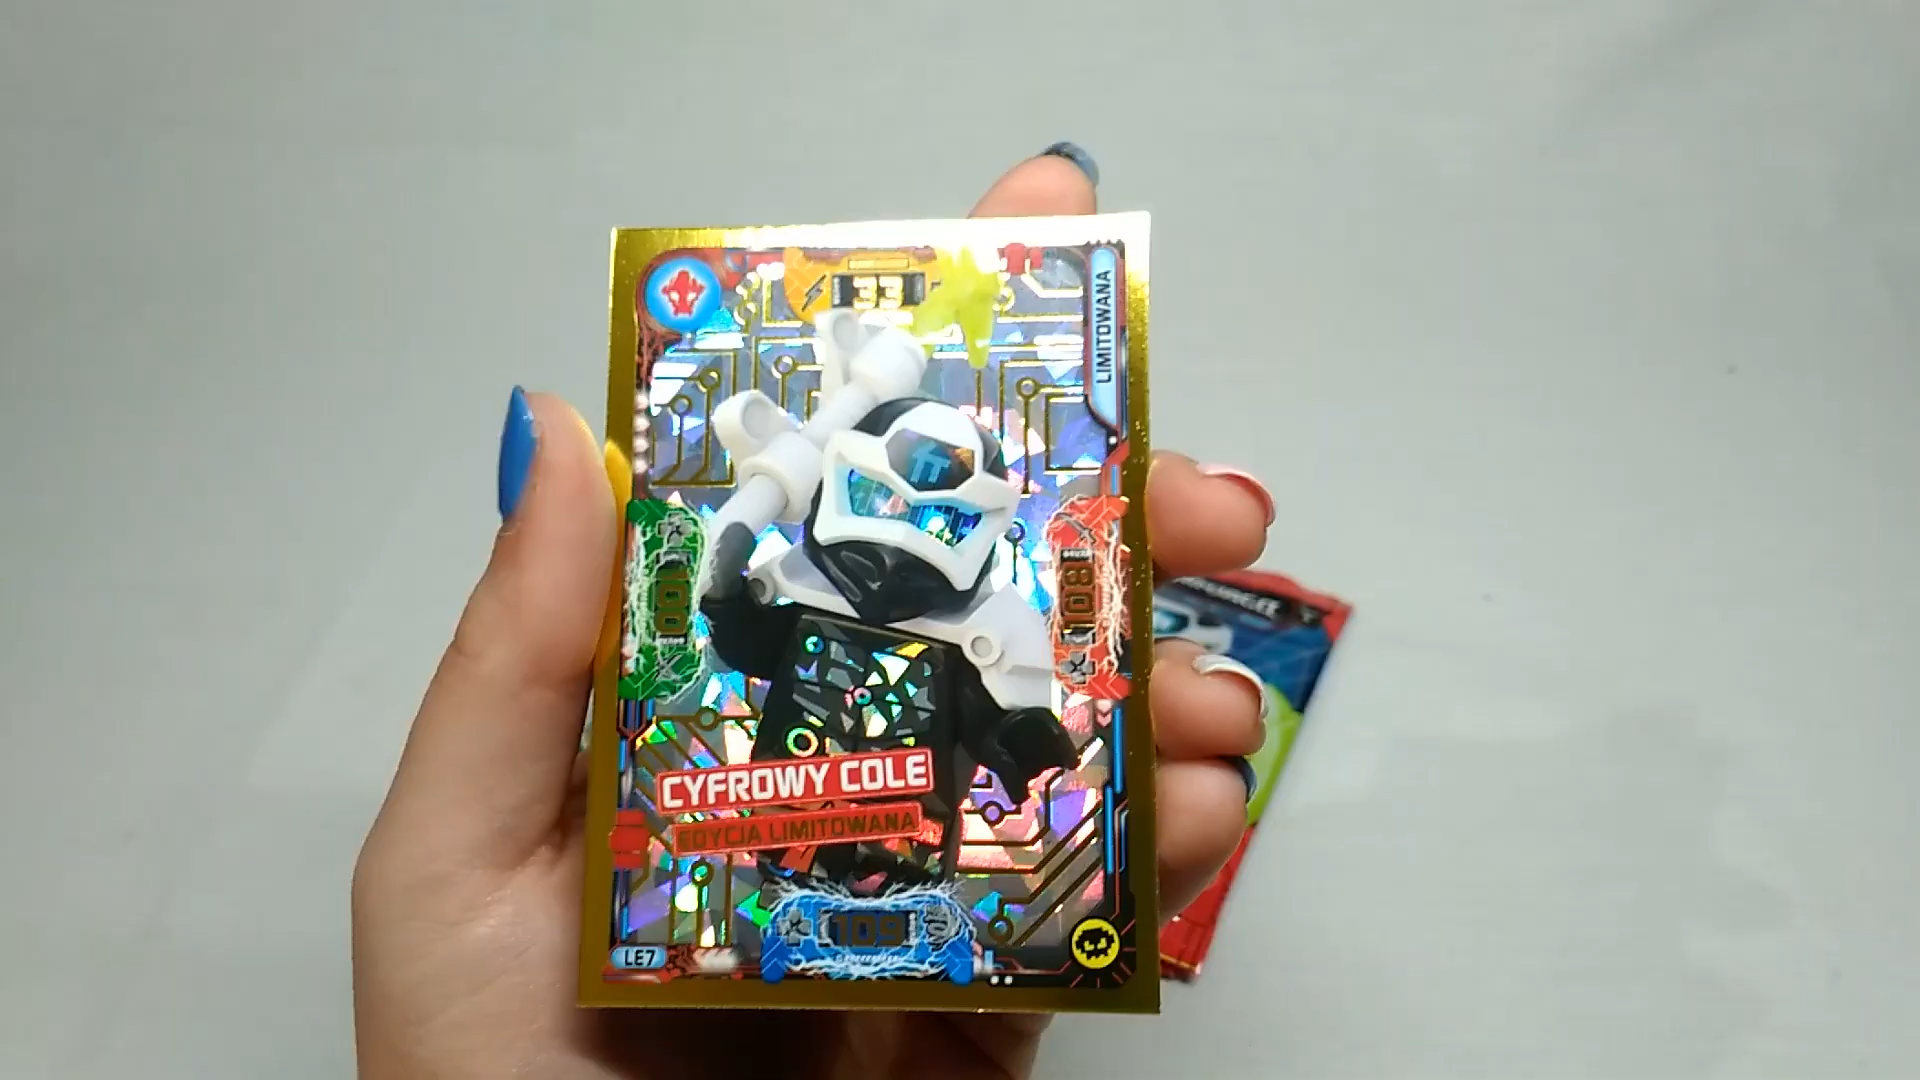 33
LIMITOWANA
100
108
CYFROWY COLE
EDYCJA LIMITOWANA
109
LE7